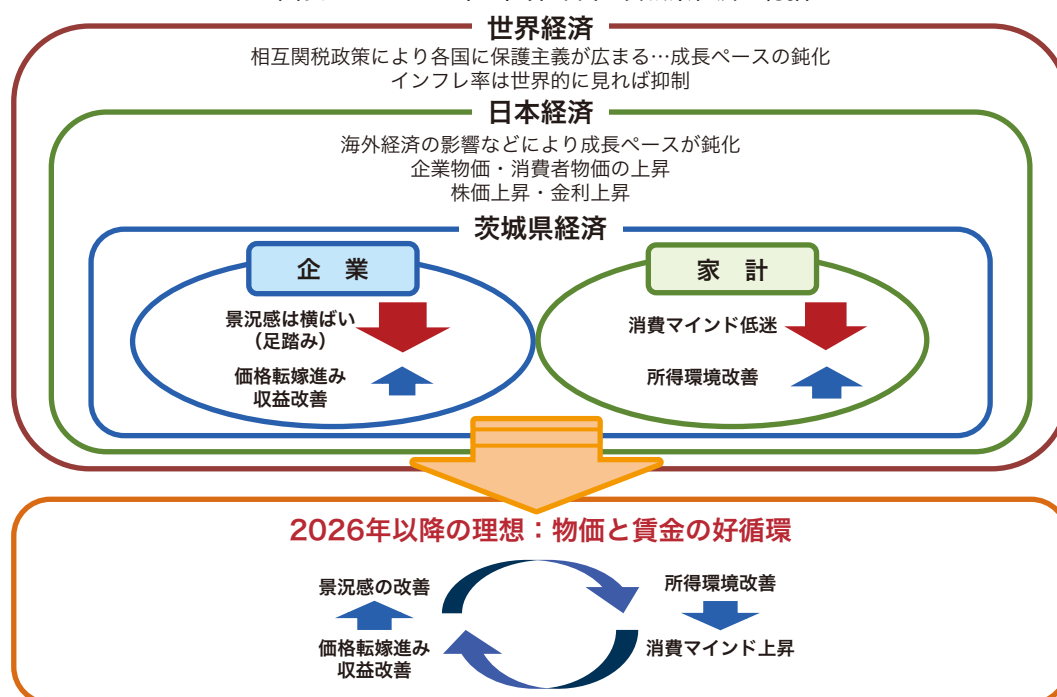 世界経済
相互関税政策により各国に保護主義が広まる…成長ペースの鈍化
インフレ率は世界的に見れば抑制
日本経済
海外経済の影響などにより成長ペースが鈍化
企業物価・消費者物価の上昇
株価上昇・金利上昇
茨城県経済
企 業
景況感は横ばい
（足踏み）
価格転嫁進み
収益改善
家 計
消費マインド低迷
所得環境改善
2026年以降の理想：物価と賃金の好循環
景況感の改善
価格転嫁進み
収益改善
所得環境改善
消費マインド上昇